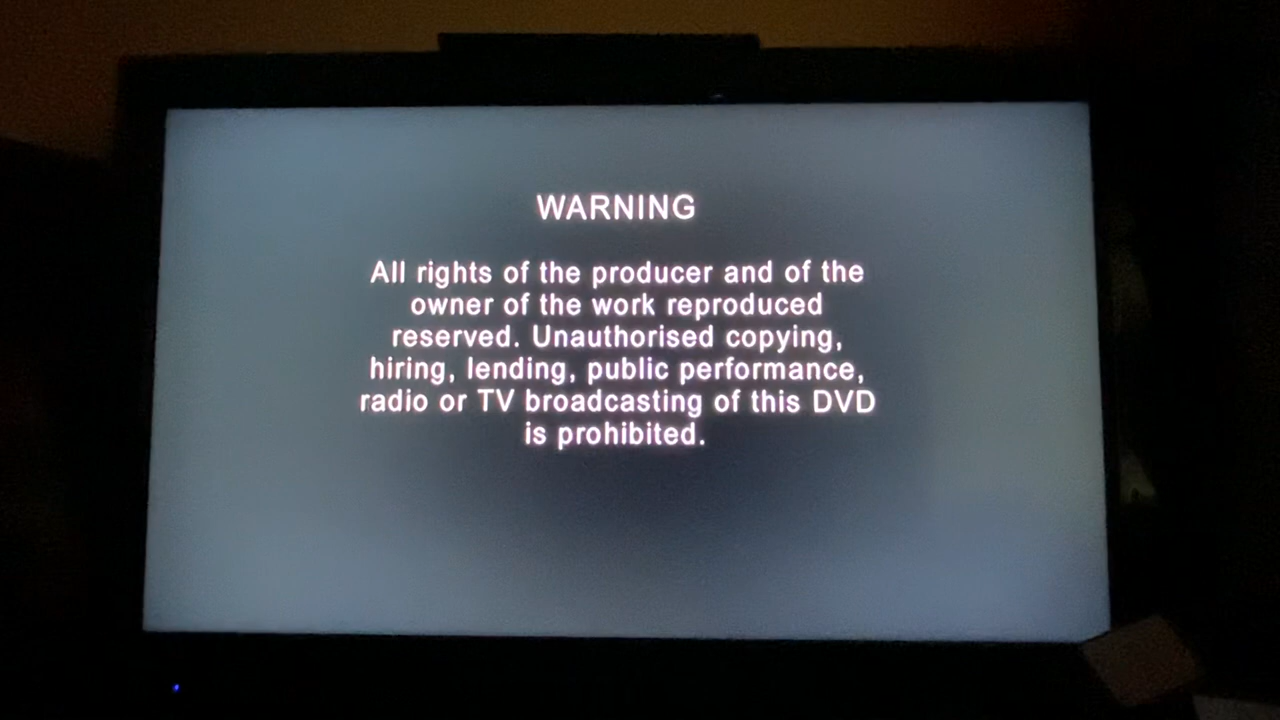 WARNING
All rights of the producer and of the
owner of the work reproduced
reserved. Unauthorised copying,
hiring, lending, public performance,
radio or TV broadcasting of this DVD
is prohibited.